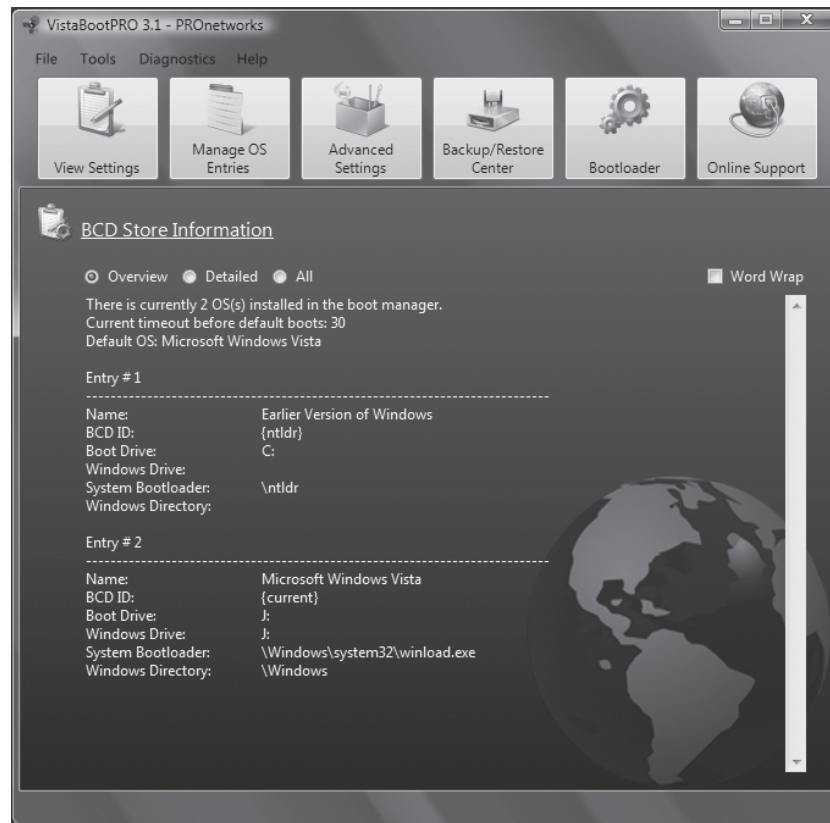 VistaBootPRO 3.1 - PROnetworks
File Tools Diagnostics Help
View Settings
Manage OS
Entries
Advanced
Settings
Backup/Restore
Center
Bootloader
Online Support
BCD Store Information
Overview Detailed All Word Wrap
There is currently 2 OS(s) installed in the boot manager.
Current timeout before default boots: 30
Default OS: Microsoft Windows Vista
Entry # 1
--------------------------------------------------------------------------------
Name: Earlier Version of Windows
BCD ID: {ntldr}
Boot Drive: C:
Windows Drive:
System Bootloader: \ntldr
Windows Directory:
Entry # 2
--------------------------------------------------------------------------------
Name: Microsoft Windows Vista
BCD ID: {current}
Boot Drive: J:
Windows Drive: J:
System Bootloader: \Windows\system32\winload.exe
Windows Directory: \Windows